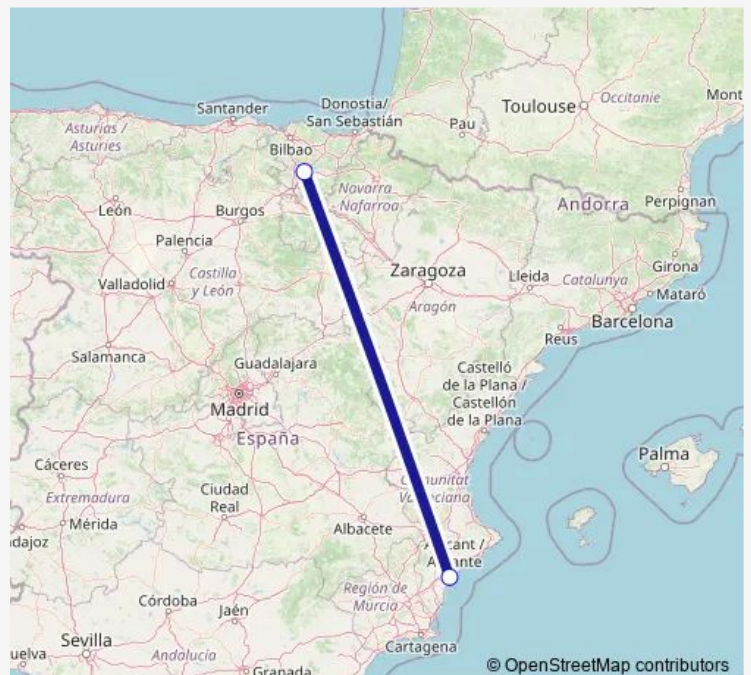 Santander
Donostia/
San Sebastián
Toulouse
Occitanie
Mont
Asturias /
Asturies
Pau
Bilbao
Navarra
Nafarroa
León
Burgos
Andorra
Perpignan
Palencia
Zaragoza
Lleida
Catalunya
Girona
Valladolid
Castilla
y León
Aragón
Mataró
Barcelona
Reus
Salamanca
Guadalajara
Castelló
de la Plana /
Castellón
de la Plana
Madrid
España
Palma
Cáceres
Extremadura
Ciudad
Real
Mérida
Albacete
dajoz
Región de
Murcia
Córdoba
Jaén
Sevilla
Cartagena
uelva
Andalucía
Granada
© OpenStreetMap contributors